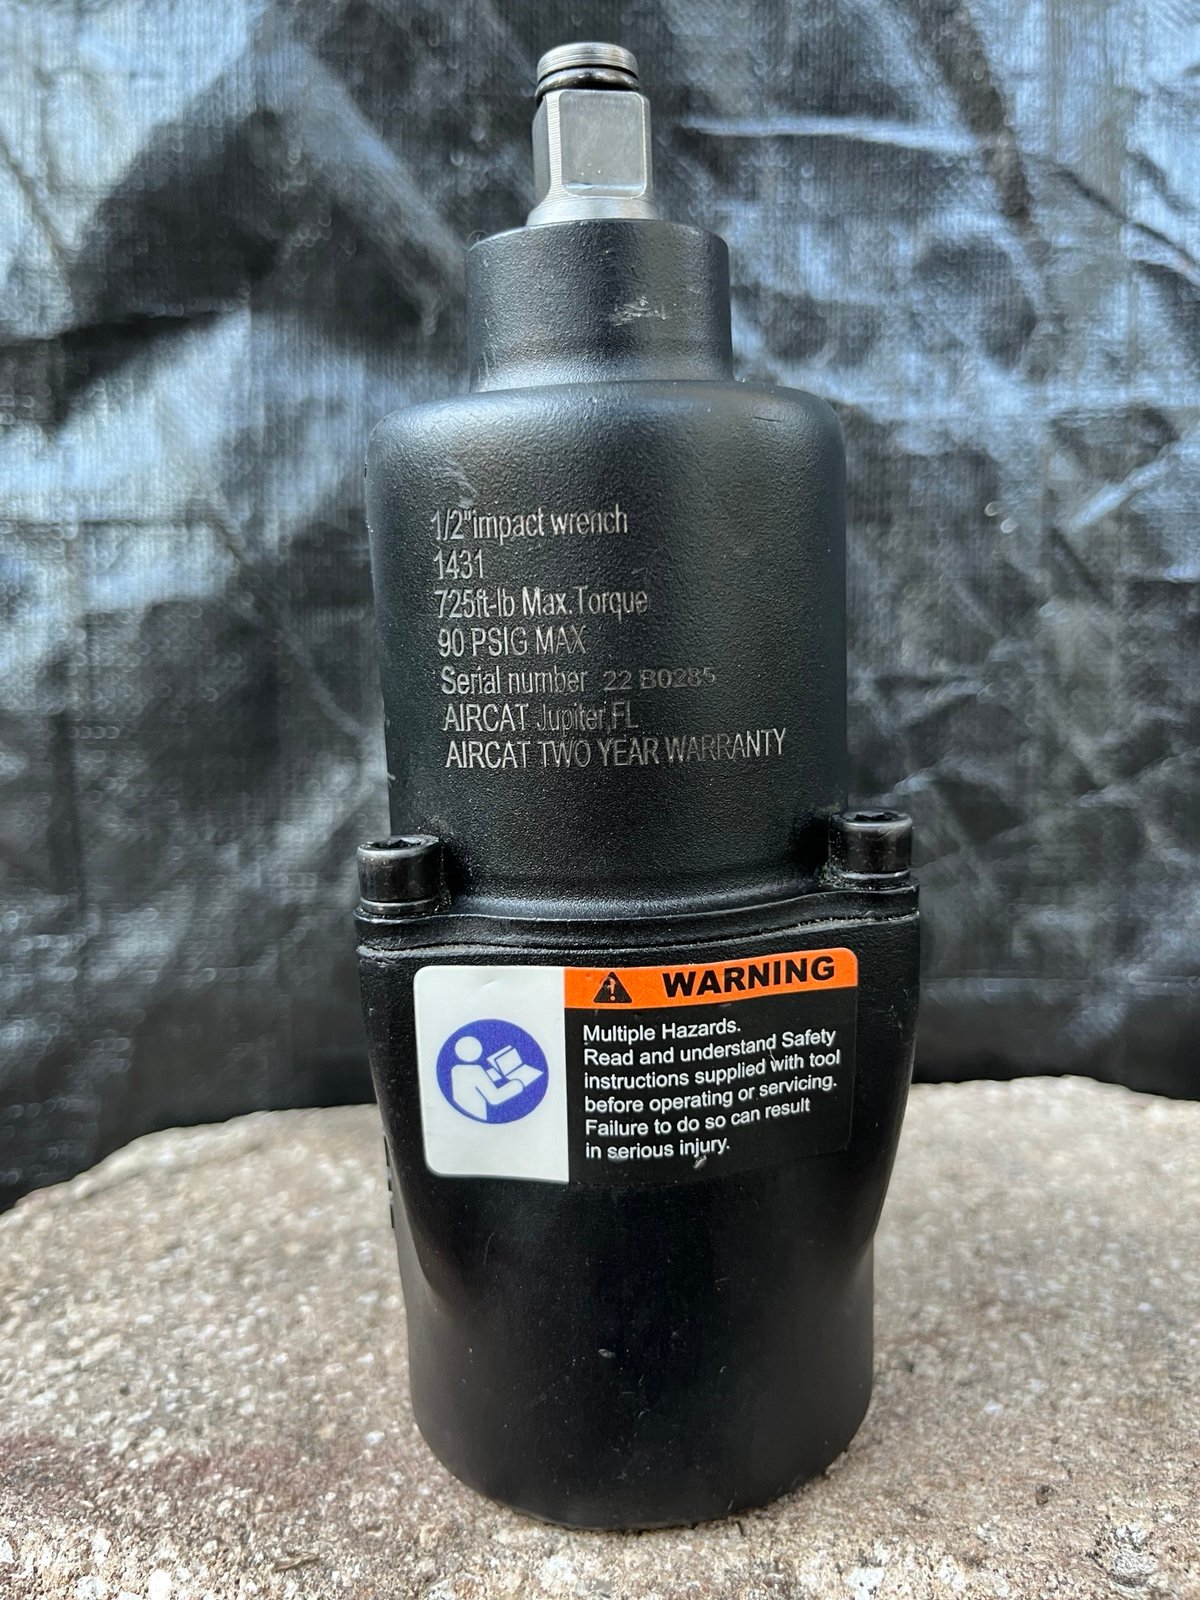 1/2"impact wrench
1431
725ft-lb Max.Torque
90 PSIG MAX
Serial number 22 B0285
AIRCAT Jupiter,FL
AIRCAT TWO YEAR WARRANTY
WARNING
Multiple Hazards.
Read and understand Safety
instructions supplied with tool
before operating or servicing.
Failure to do so can result
in serious injury.